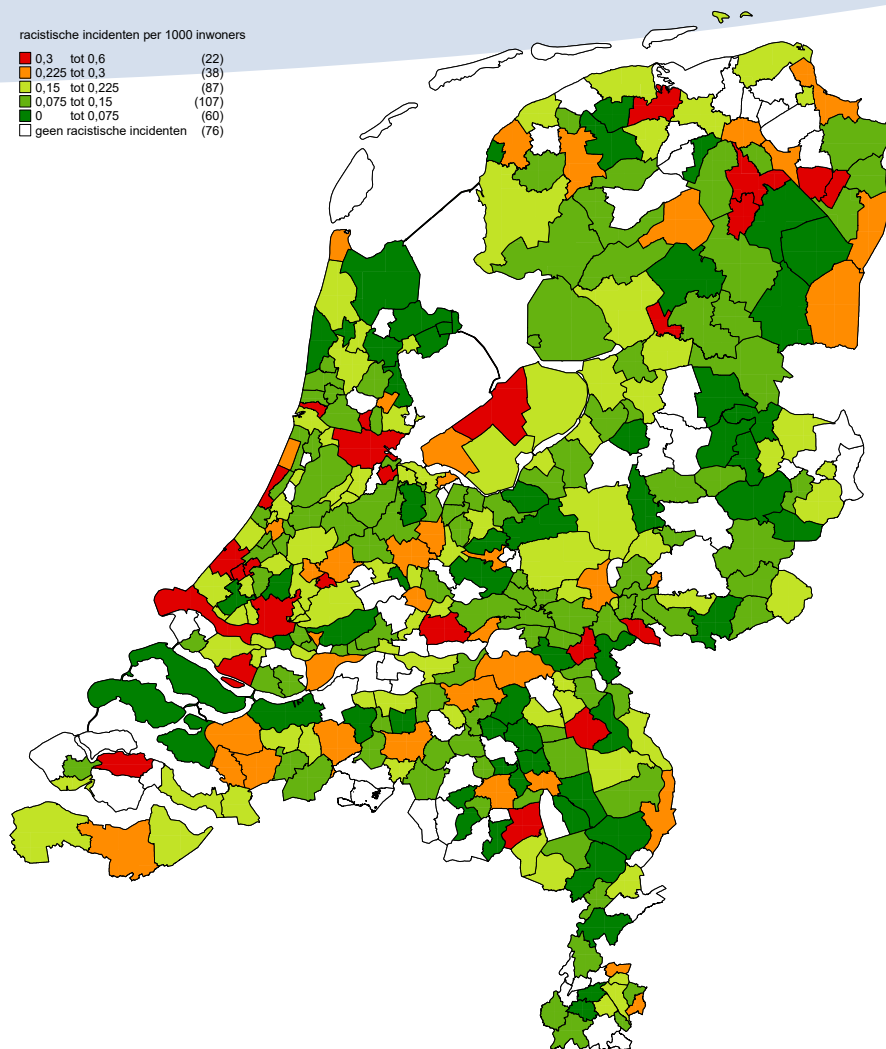 racistische incidenten per 1000 inwoners
0,3 tot 0,6 (22)
0,225 tot 0,3 (38)
0,15 tot 0,225 (87)
0,075 tot 0,15 (107)
0 tot 0,075 (60)
geen racistische incidenten (76)